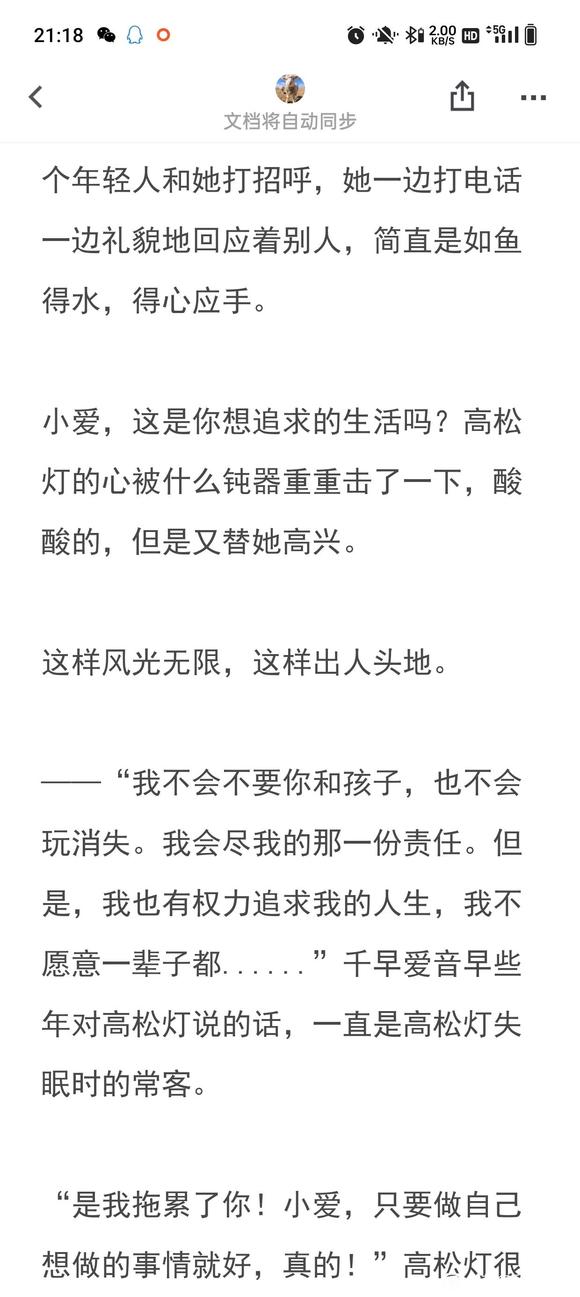 21:18
2.00 KB/S HD 5G
文档将自动同步
个年轻人和她打招呼，她一边打电话
一边礼貌地回应着别人，简直是如鱼
得水，得心应手。
小爱，这是你想追求的生活吗？高松
灯的心被什么钝器重重击了一下，酸
酸的，但是又替她高兴。
这样风光无限，这样出人头地。
——“我不会不要你和孩子，也不会
玩消失。我会尽我的那一份责任。但
是，我也有权力追求我的人生，我不
愿意一辈子都......”千早爱音早些
年对高松灯说的话，一直是高松灯失
眠时的常客。
“是我拖累了你！小爱，只要做自己
想做的事情就好，真的！”高松灯很